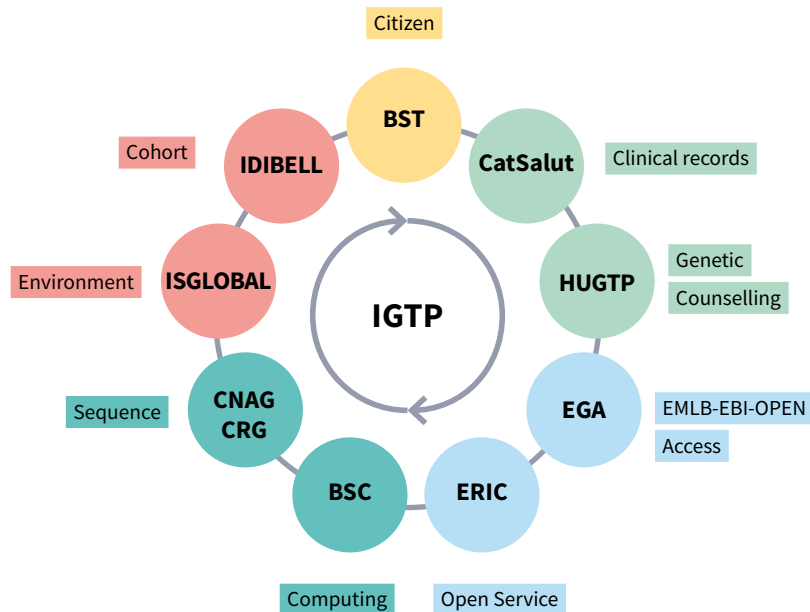 Citizen
BST
Cohort
IDIBELL
CatSalut
Clinical records
Environment
ISGLOBAL
HUGTP
Genetic
Counselling
IGTP
Sequence
CNAG
CRG
EGA
EMLB-EBI-OPEN
Access
BSC
ERIC
Computing
Open Service